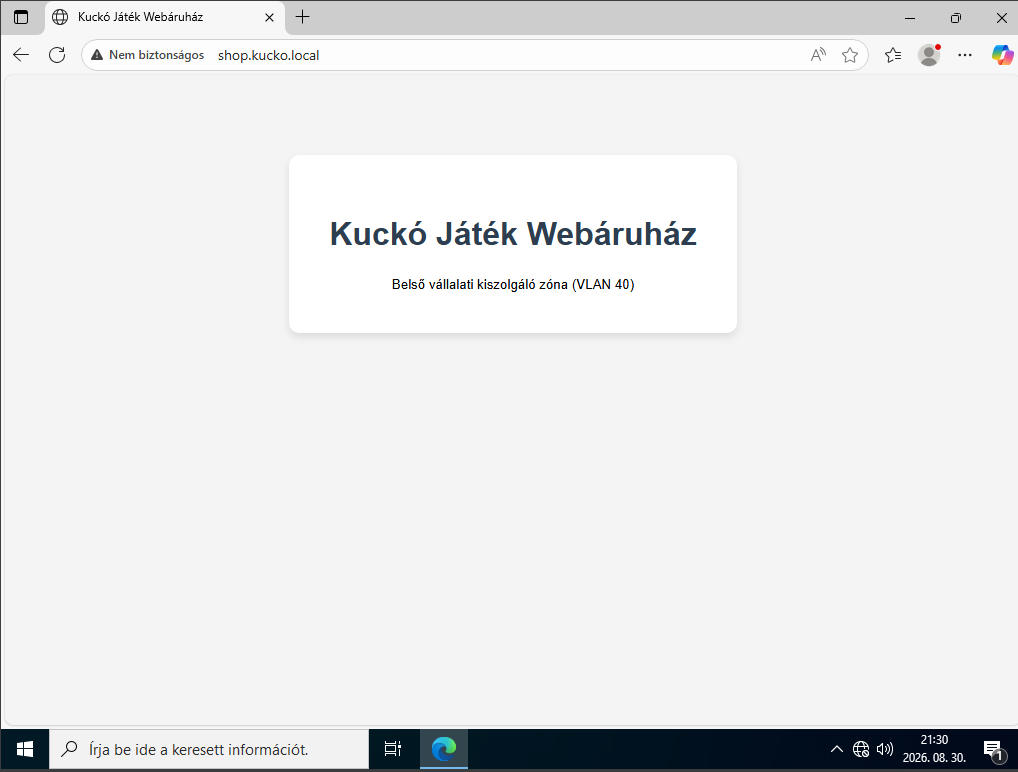 Kuckó Játék Webáruház
Nem biztonságos shop.kucko.local
Kuckó Játék Webáruház
Belső vállalati kiszolgáló zóna (VLAN 40)
Írja be ide a keresett információt.
21:30
2026. 08. 30.
1